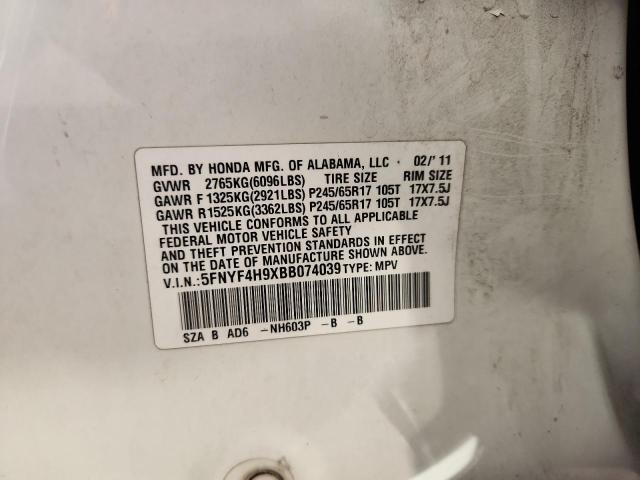 MFD. BY HONDA MFG. OF ALABAMA, LLC · 02/'11
GVWR 2765KG(6096LBS) TIRE SIZE RIM SIZE
GAWR F 1325KG(2921LBS) P245/65R17 105T 17X7.5J
GAWR R1525KG(3362LBS) P245/65R17 105T 17X7.5J
THIS VEHICLE CONFORMS TO ALL APPLICABLE
FEDERAL MOTOR VEHICLE SAFETY
AND THEFT PREVENTION STANDARDS IN EFFECT
ON THE DATE OF MANUFACTURE SHOWN ABOVE.
V.I.N.:5FNYF4H9XBB074039 TYPE: MPV
SZA B AD6 -NH603P -B -B